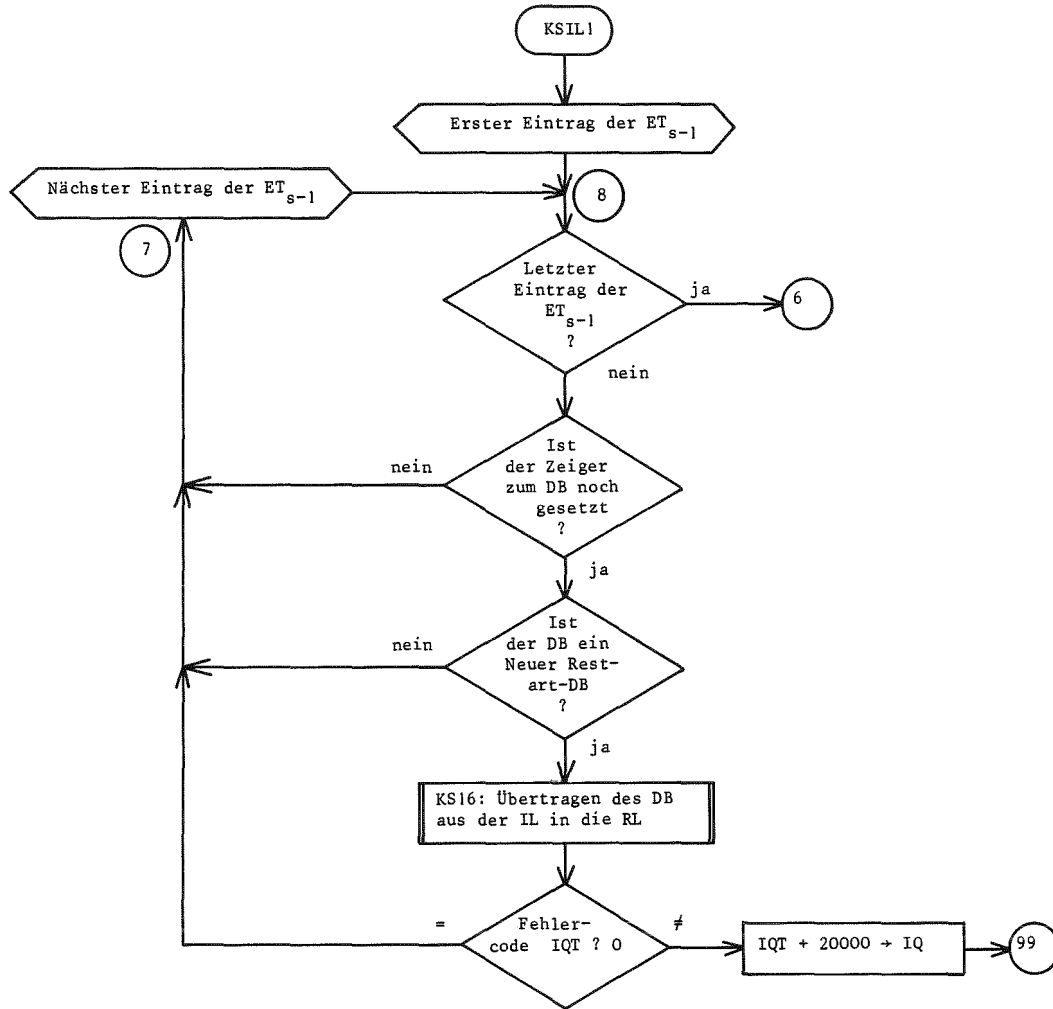 KSIL1
Erster Eintrag der ET s-1
Nächster Eintrag der ET s-1
8
7
Letzter
Eintrag der
ET s-1
?
ja
6
nein
Ist
der Zeiger
zum DB noch
gesetzt
?
nein
ja
Ist
der DB ein
Neuer Rest-
art-DB
?
nein
ja
KS16: Übertragen des DB
aus der IL in die RL
Fehler-
code IQT ? 0
=
≠
IQT + 20000 → IQ
99